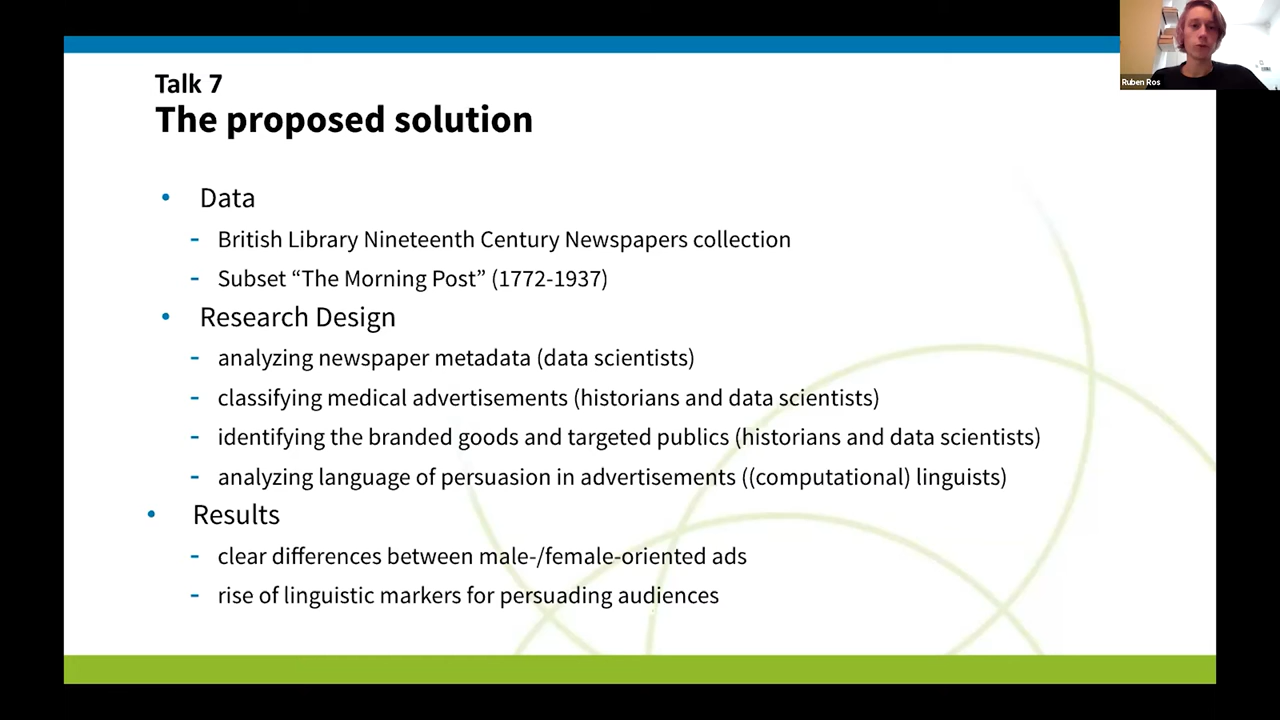 Ruben Ros
Talk 7
The proposed solution
• Data
- British Library Nineteenth Century Newspapers collection
- Subset “The Morning Post” (1772-1937)
• Research Design
- analyzing newspaper metadata (data scientists)
- classifying medical advertisements (historians and data scientists)
- identifying the branded goods and targeted publics (historians and data scientists)
- analyzing language of persuasion in advertisements ((computational) linguists)
• Results
- clear differences between male-/female-oriented ads
- rise of linguistic markers for persuading audiences